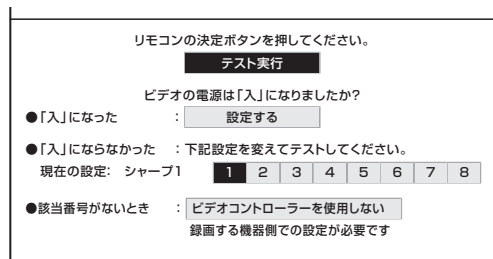 リモコンの決定ボタンを押してください。
テスト実行
ビデオの電源は「入」になりましたか?
●「入」になった : 設定する
●「入」にならなかった : 下記設定を変えてテストしてください。
現在の設定: シャープ1 1 2 3 4 5 6 7 8
●該当番号がないとき : ビデオコントローラーを使用しない
録画する機器側での設定が必要です